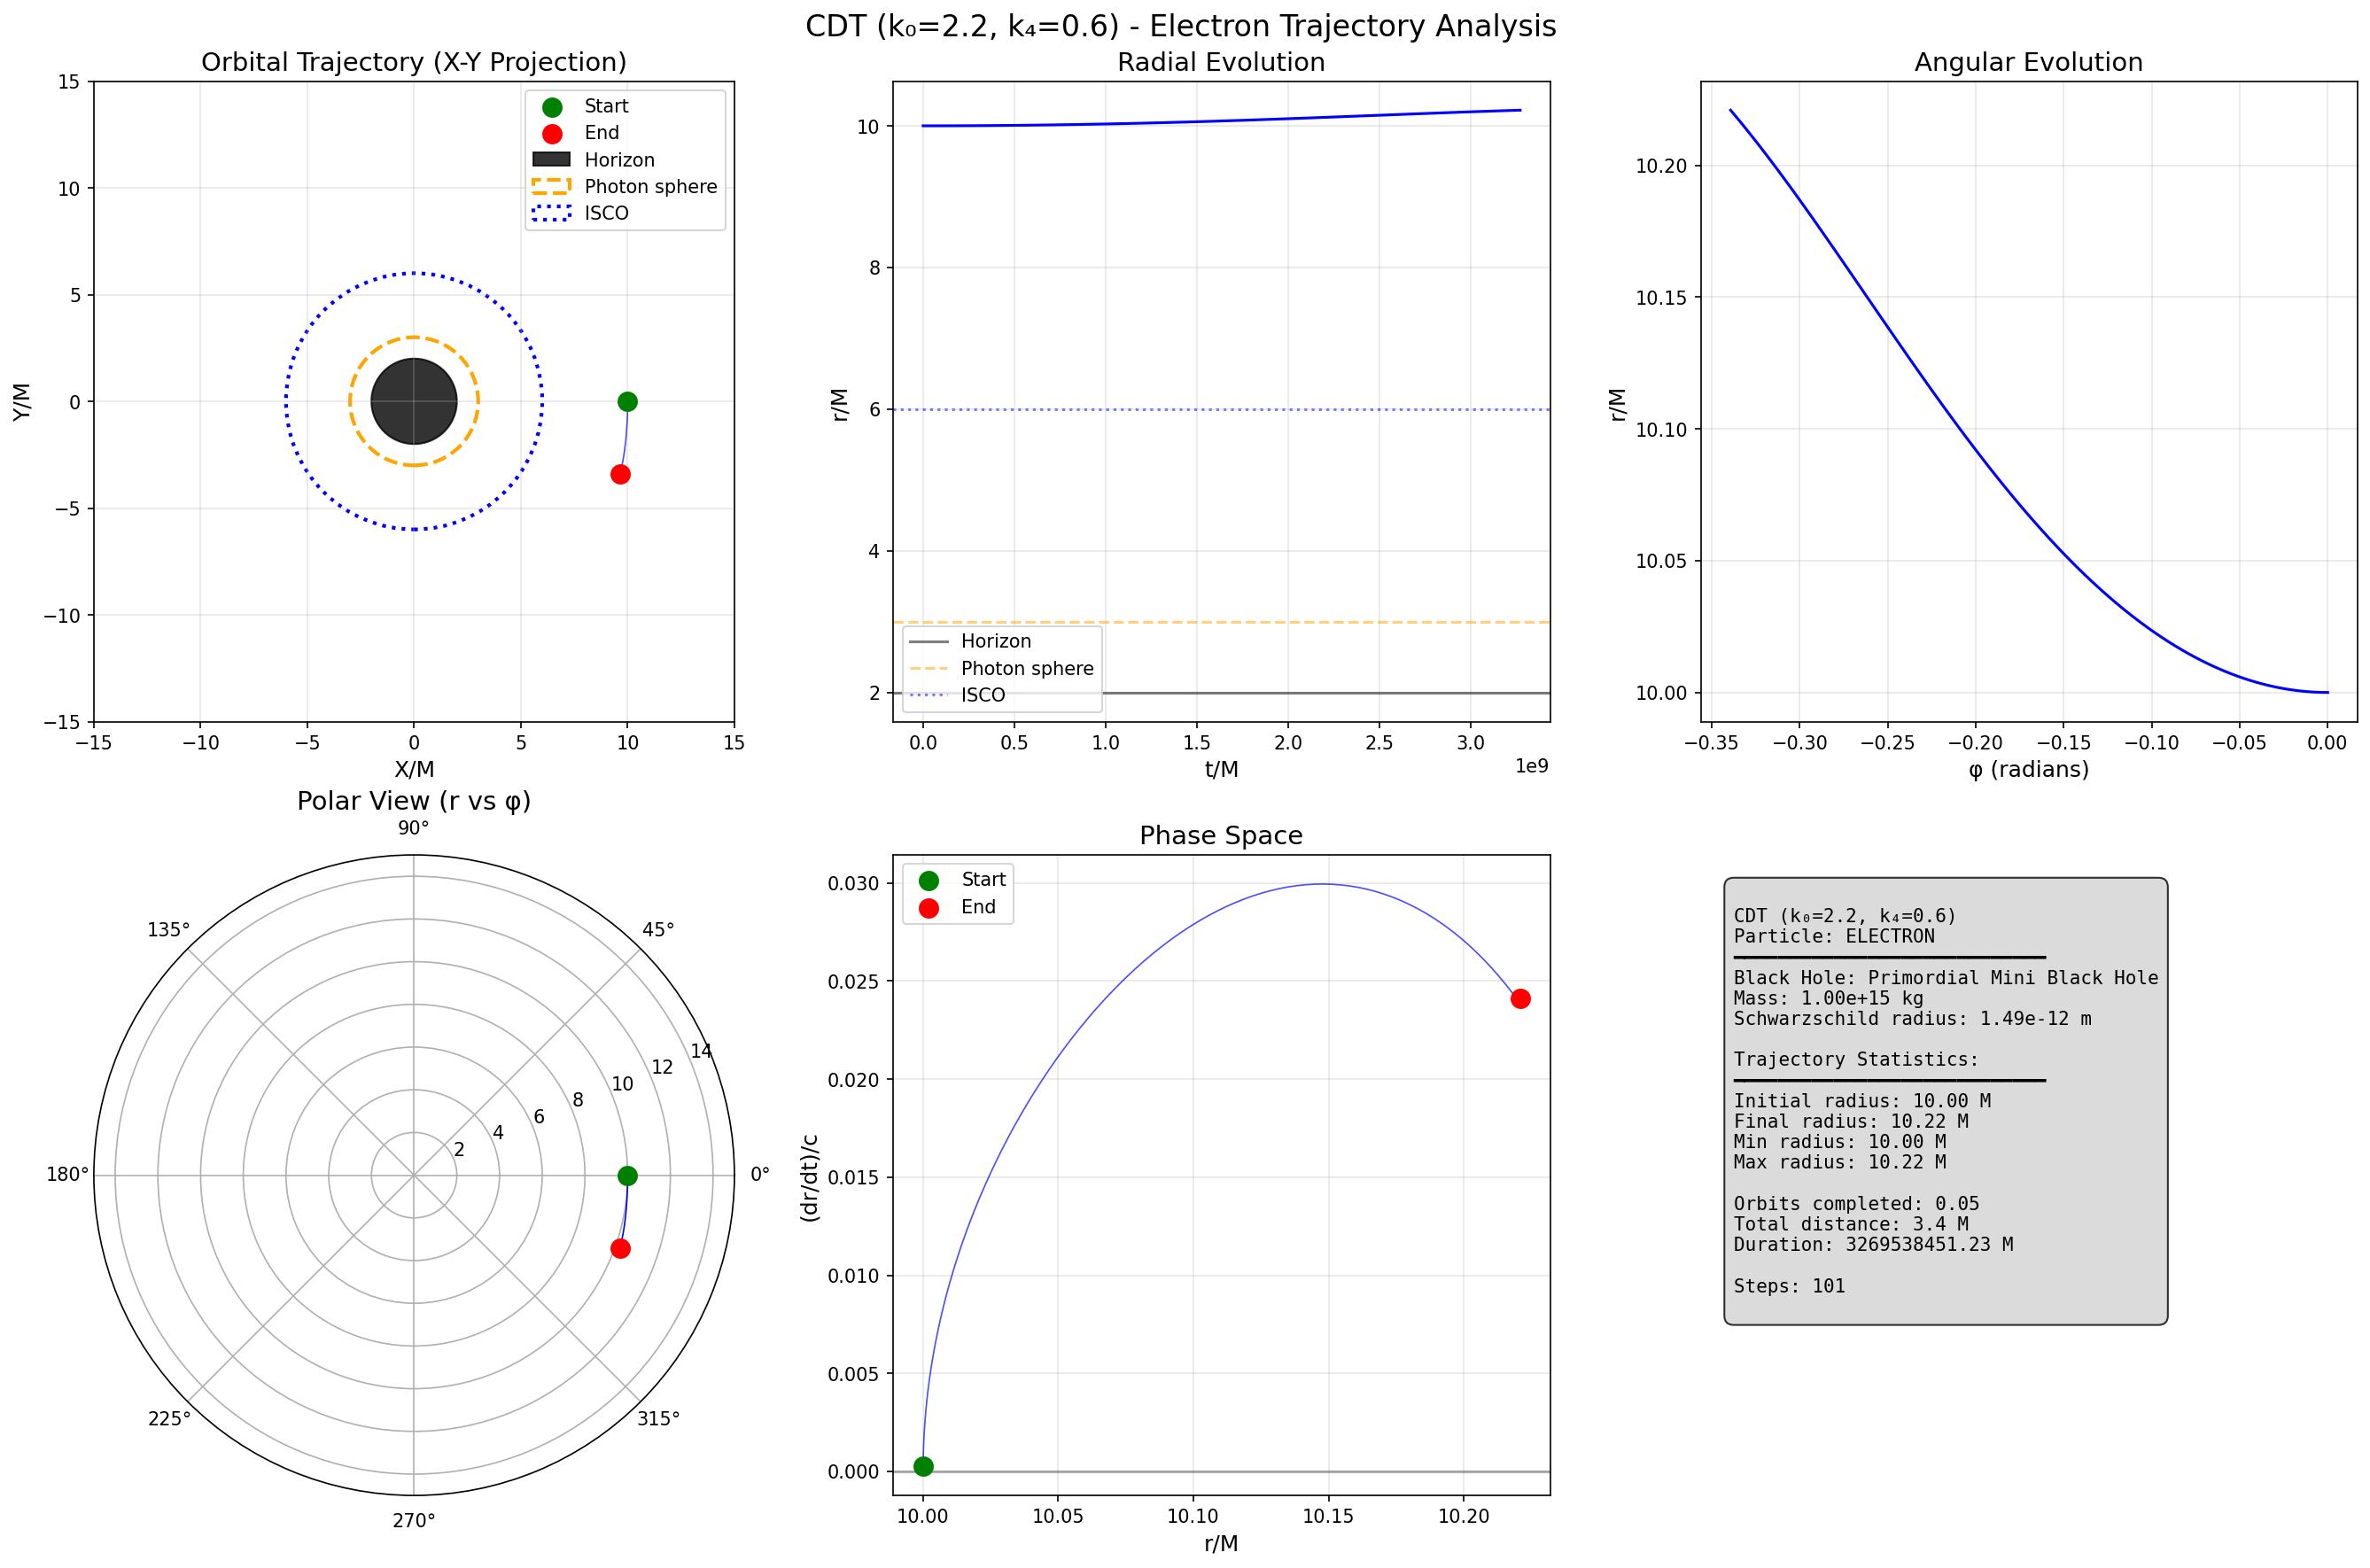 CDT (k₀=2.2, k₄=0.6) - Electron Trajectory Analysis
Orbital Trajectory (X-Y Projection)
Start
End
Horizon
Photon sphere
ISCO
15
10
5
0
−5
−10
−15
Y/M
−15 −10 −5 0 5 10 15
X/M
Radial Evolution
10
8
6
4
2
r/M
Horizon
Photon sphere
ISCO
0.0 0.5 1.0 1.5 2.0 2.5 3.0
1e9
t/M
Angular Evolution
10.20
10.15
10.10
10.05
10.00
r/M
−0.35 −0.30 −0.25 −0.20 −0.15 −0.10 −0.05 0.00
φ (radians)
Polar View (r vs φ)
90°
135°
45°
180°
0°
225°
315°
270°
2
4
6
8
10
12
14
Phase Space
Start
End
0.030
0.025
0.020
0.015
0.010
0.005
0.000
(dr/dt)/c
10.00 10.05 10.10 10.15 10.20
r/M
CDT (k₀=2.2, k₄=0.6)
Particle: ELECTRON
Black Hole: Primordial Mini Black Hole
Mass: 1.00e+15 kg
Schwarzschild radius: 1.49e-12 m
Trajectory Statistics:
Initial radius: 10.00 M
Final radius: 10.22 M
Min radius: 10.00 M
Max radius: 10.22 M
Orbits completed: 0.05
Total distance: 3.4 M
Duration: 3269538451.23 M
Steps: 101